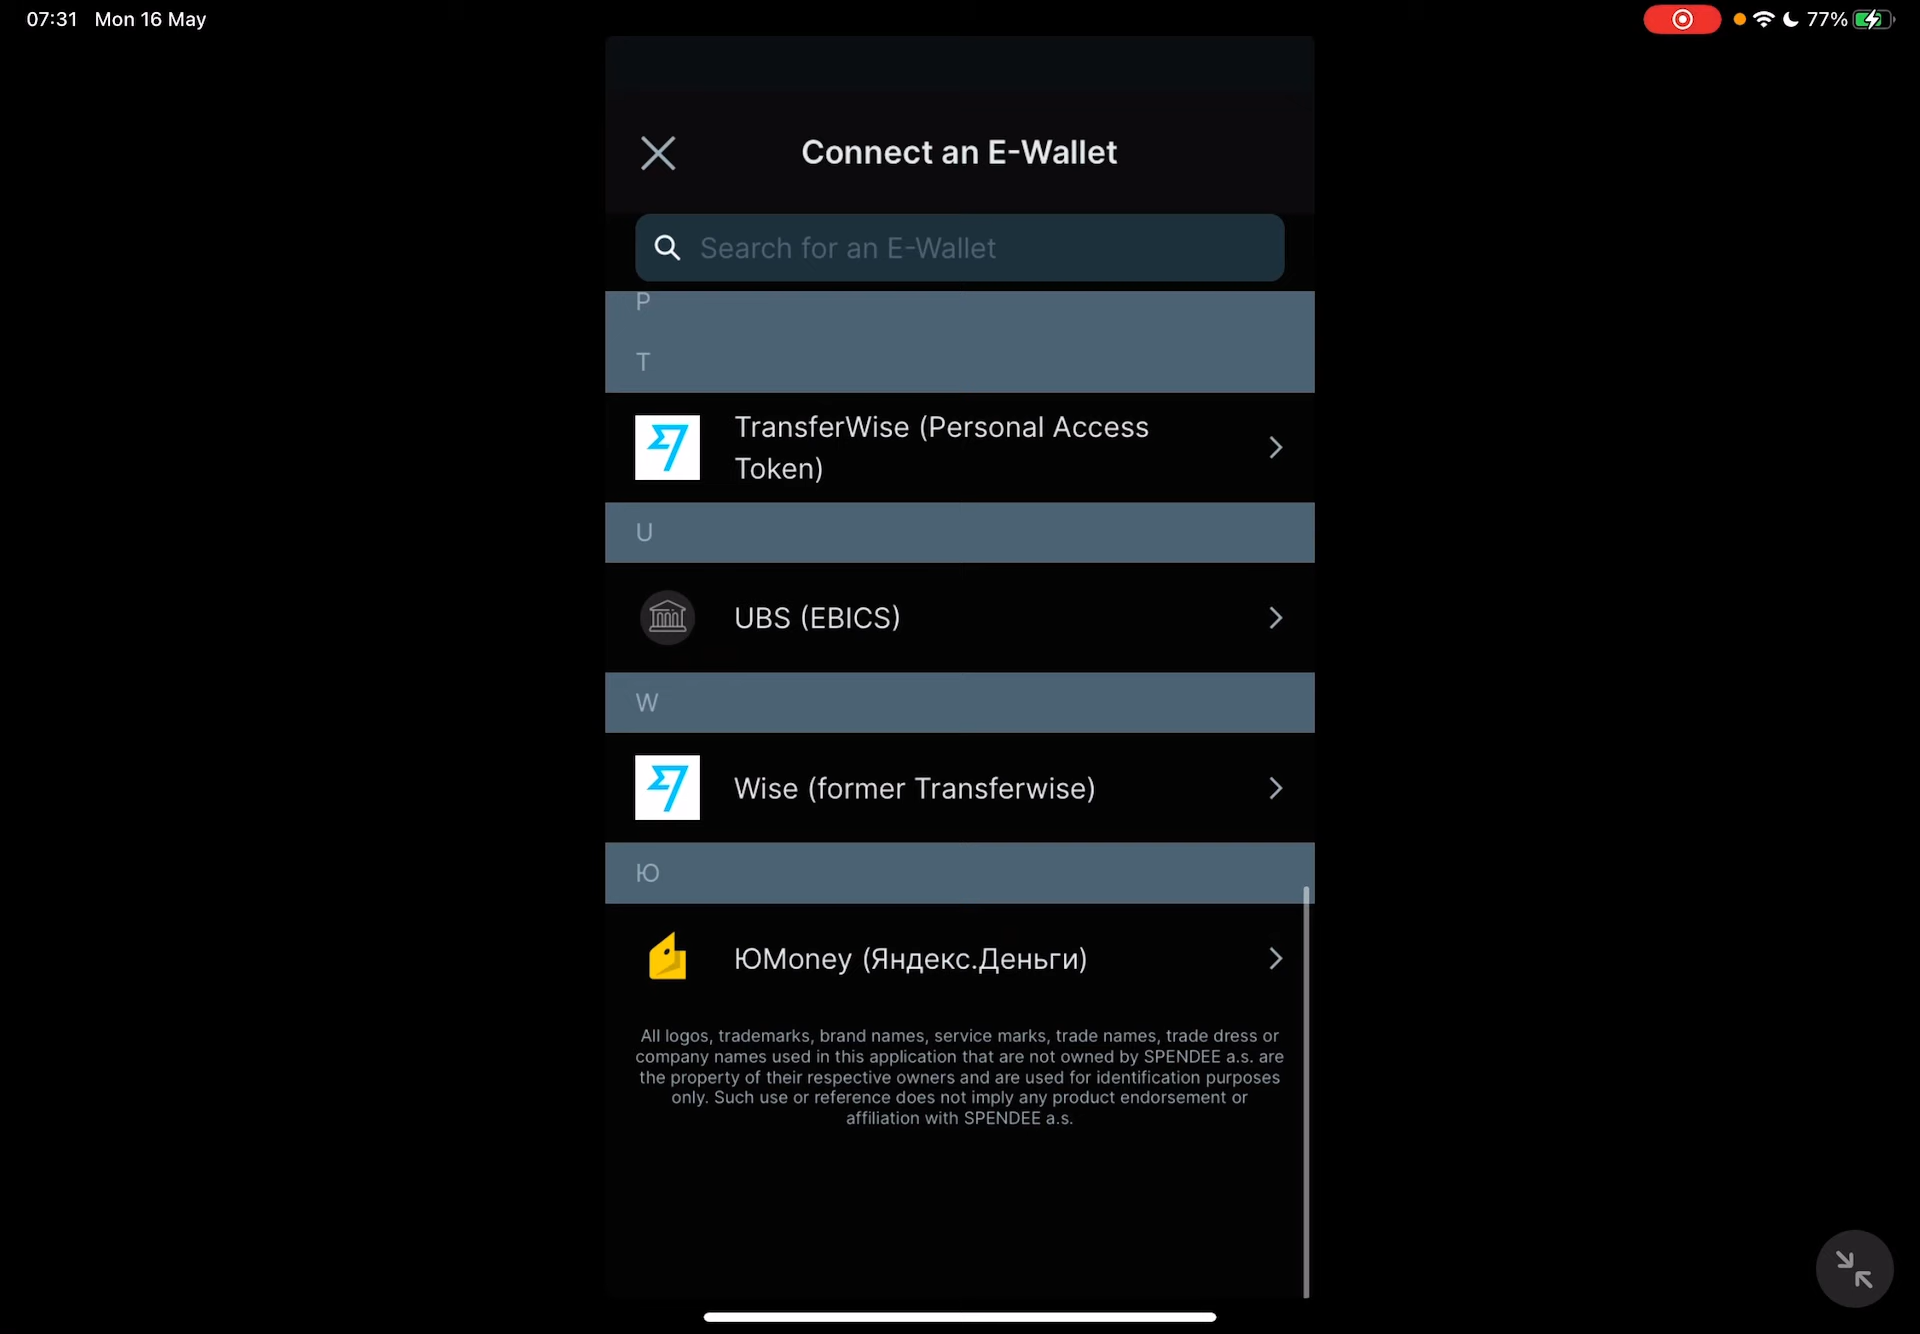 07:31 Mon 16 May
77%
Connect an E-Wallet
Search for an E-Wallet
P
T
TransferWise (Personal Access
Token)
U
UBS (EBICS)
W
Wise (former Transferwise)
Ю
ЮMoney (Яндекс.Деньги)
All logos, trademarks, brand names, service marks, trade names, trade dress or
company names used in this application that are not owned by SPENDEE a.s. are
the property of their respective owners and are used for identification purposes
only. Such use or reference does not imply any product endorsement or
affiliation with SPENDEE a.s.